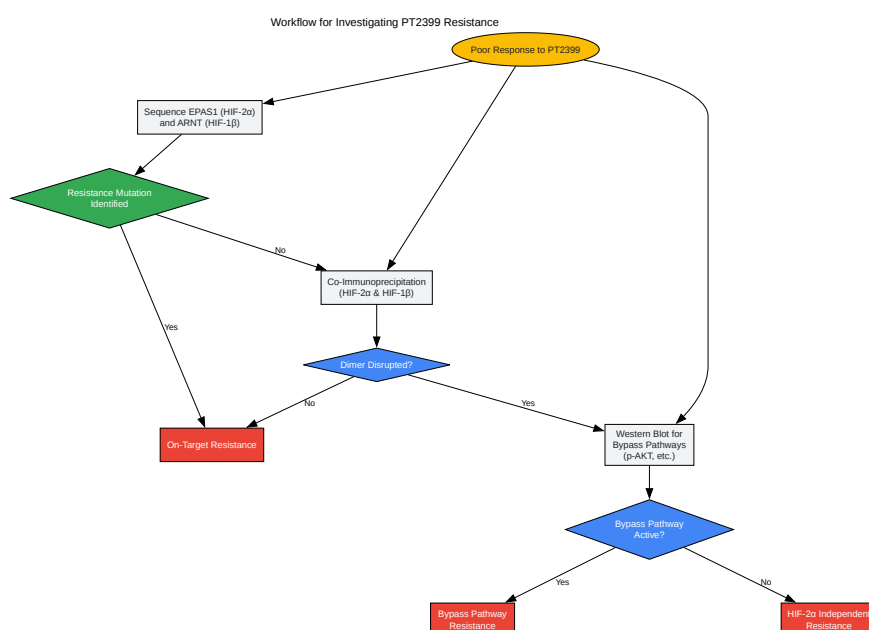 Workflow for Investigating PT2399 Resistance
Poor Response to PT2399
Sequence EPAS1 (HIF-2α)
and ARNT (HIF-1β)
Resistance Mutation
Identified
No
Co-Immunoprecipitation
(HIF-2α & HIF-1β)
Yes
Dimer Disrupted?
No
Yes
On-Target Resistance
Western Blot for
Bypass Pathways
(p-AKT, etc.)
Bypass Pathway
Active?
Yes
No
Bypass Pathway
Resistance
HIF-2α Independent
Resistance